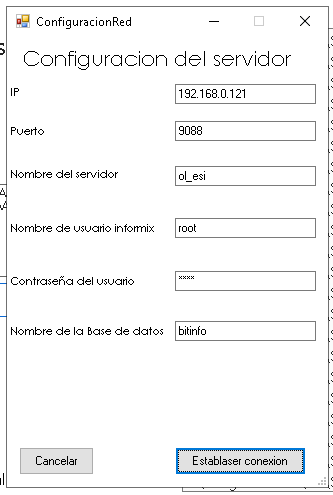 ConfiguracionRed
Configuracion del servidor
IP
192.168.0.121
Puerto
9088
Nombre del servidor
ol_esi
Nombre de usuario informix
root
Contraseña del usuario
****
Nombre de la Base de datos
bitinfo
Cancelar
Establaser conexion